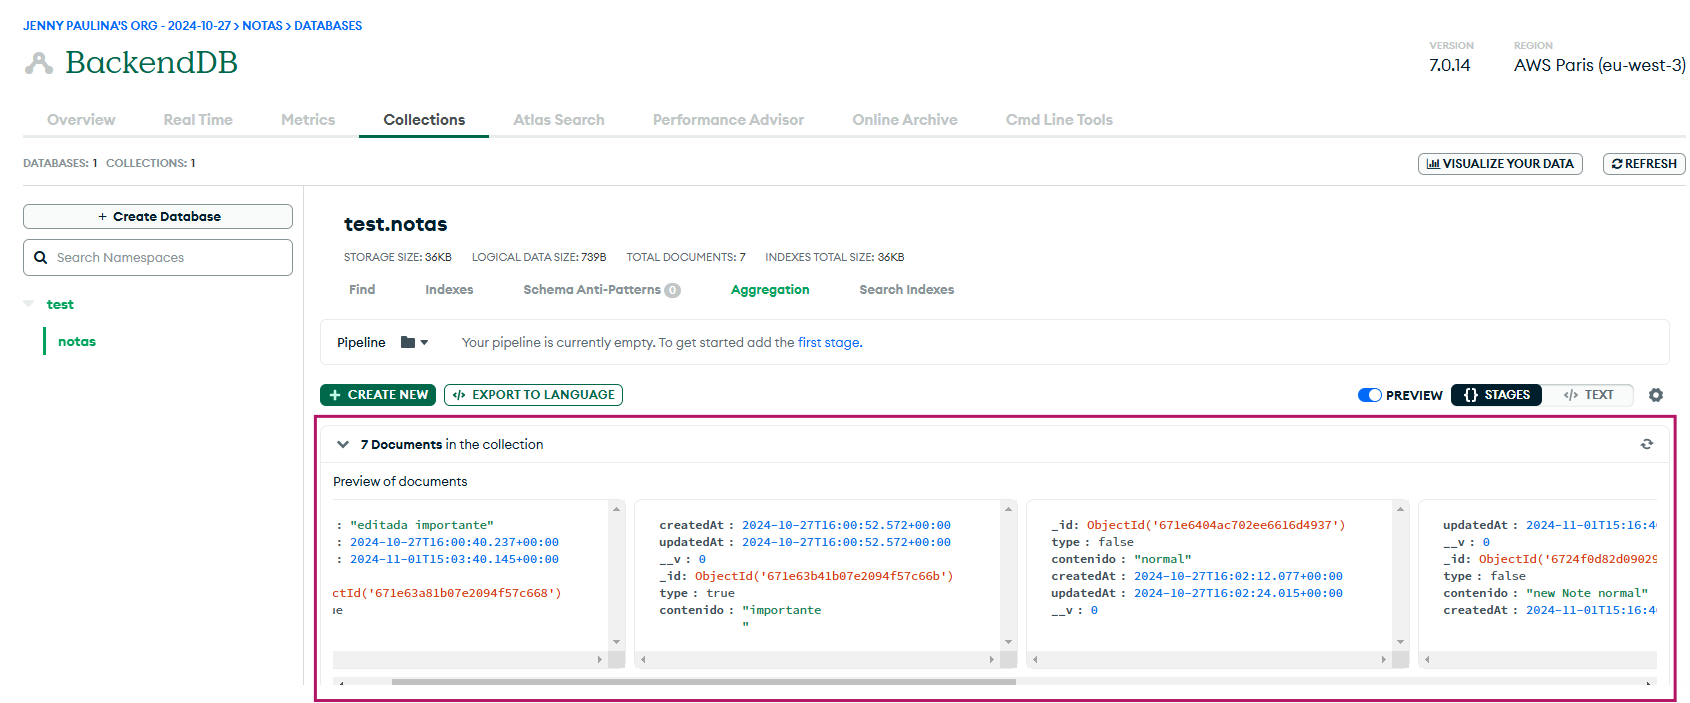 JENNY PAULINA'S ORG - 2024-10-27 > NOTAS > DATABASES
BackendDB
VERSION
7.0.14
REGION
AWS Paris (eu-west-3)
Overview
Real Time
Metrics
Collections
Atlas Search
Performance Advisor
Online Archive
Cmd Line Tools
DATABASES: 1 COLLECTIONS: 1
VISUALIZE YOUR DATA
REFRESH
+ Create Database
Search Namespaces
test
notas
test.notas
STORAGE SIZE: 36KB LOGICAL DATA SIZE: 739B TOTAL DOCUMENTS: 7 INDEXES TOTAL SIZE: 36KB
Find
Indexes
Schema Anti-Patterns 0
Aggregation
Search Indexes
Pipeline
Your pipeline is currently empty. To get started add the first stage.
+ CREATE NEW
</> EXPORT TO LANGUAGE
PREVIEW
{} STAGES
</> TEXT
7 Documents in the collection
Preview of documents
: "editada importante"
: 2024-10-27T16:00:40.237+00:00
: 2024-11-01T15:03:40.145+00:00
ctId('671e63a81b07e2094f57c668')
ue
createdAt : 2024-10-27T16:00:52.572+00:00
updatedAt : 2024-10-27T16:00:52.572+00:00
__v : 0
_id: ObjectId('671e63b41b07e2094f57c66b')
type : true
contenido : "importante
"
_id: ObjectId('671e6404ac702ee6616d4937')
type : false
contenido : "normal"
createdAt : 2024-10-27T16:02:12.077+00:00
updatedAt : 2024-10-27T16:02:24.015+00:00
__v : 0
updatedAt : 2024-11-01T15:16:4
__v : 0
_id: ObjectId('6724f0d82d09029
type : false
contenido : "new Note normal"
createdAt : 2024-11-01T15:16:4